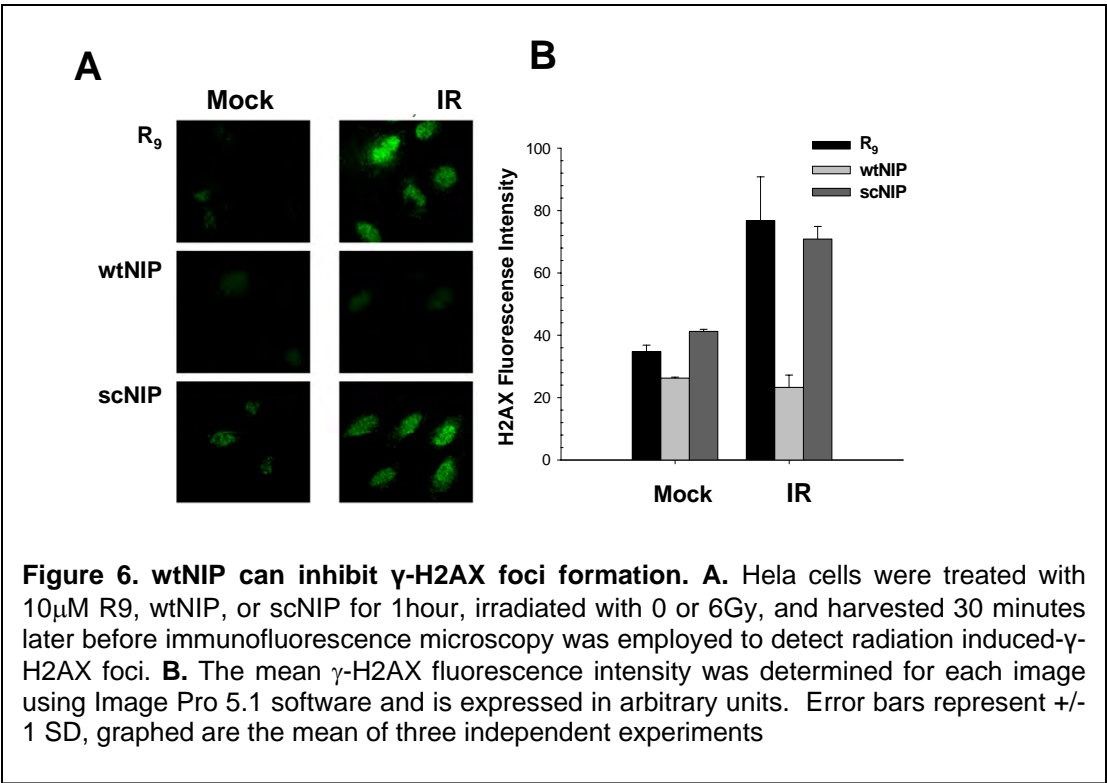 A
B
Mock
IR
R9
wtNIP
scNIP
H2AX Fluorescense Intensity
100
80
60
40
20
0
R9
wtNIP
scNIP
Mock
IR
Figure 6. wtNIP can inhibit γ-H2AX foci formation. A. Hela cells were treated with
10μM R9, wtNIP, or scNIP for 1hour, irradiated with 0 or 6Gy, and harvested 30 minutes
later before immunofluorescence microscopy was employed to detect radiation induced-γ-
H2AX foci. B. The mean γ-H2AX fluorescence intensity was determined for each image
using Image Pro 5.1 software and is expressed in arbitrary units. Error bars represent +/-
1 SD, graphed are the mean of three independent experiments